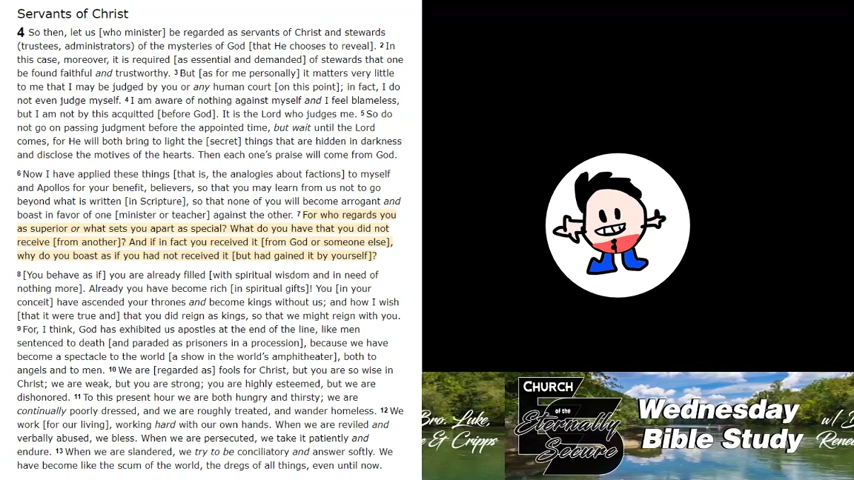 Servants of Christ
4 So then, let us [who minister] be regarded as servants of Christ and stewards
(trustees, administrators) of the mysteries of God [that He chooses to reveal]. 2 In
this case, moreover, it is required [as essential and demanded] of stewards that one
be found faithful and trustworthy. 3 But [as for me personally] it matters very little
to me that I may be judged by you or any human court [on this point]; in fact, I do
not even judge myself. 4 I am aware of nothing against myself and I feel blameless,
but I am not by this acquitted [before God]. It is the Lord who judges me. 5 So do
not go on passing judgment before the appointed time, but wait until the Lord
comes, for He will both bring to light the [secret] things that are hidden in darkness
and disclose the motives of the hearts. Then each one's praise will come from God.
6 Now I have applied these things [that is, the analogies about factions] to myself
and Apollos for your benefit, believers, so that you may learn from us not to go
beyond what is written [in Scripture], so that none of you will become arrogant and
boast in favor of one [minister or teacher] against the other. 7 For who regards you
as superior or what sets you apart as special? What do you have that you did not
receive [from another]? And if in fact you received it [from God or someone else],
why do you boast as if you had not received it [but had gained it by yourself]?
8 [You behave as if] you are already filled [with spiritual wisdom and in need of
nothing more]. Already you have become rich [in spiritual gifts]! You [in your
conceit] have ascended your thrones and become kings without us; and how I wish
[that it were true and] that you did reign as kings, so that we might reign with you.
9 For, I think, God has exhibited us apostles at the end of the line, like men
sentenced to death [and paraded as prisoners in a procession], because we have
become a spectacle to the world [a show in the world's amphitheater], both to
angels and to men. 10 We are [regarded as] fools for Christ, but you are so wise in
Christ; we are weak, but you are strong; you are highly esteemed, but we are
dishonored. 11 To this present hour we are both hungry and thirsty; we are
continually poorly dressed, and we are roughly treated, and wander homeless. 12 We
work [for our living], working hard with our own hands. When we are reviled and
verbally abused, we bless. When we are persecuted, we take it patiently and
endure. 13 When we are slandered, we try to be conciliatory and answer softly. We
have become like the scum of the world, the dregs of all things, even until now.
Bro. Luke,
e & Cripps
CHURCH
of the
Eternally
Secure
Wednesday
Bible Study
w/
Rene